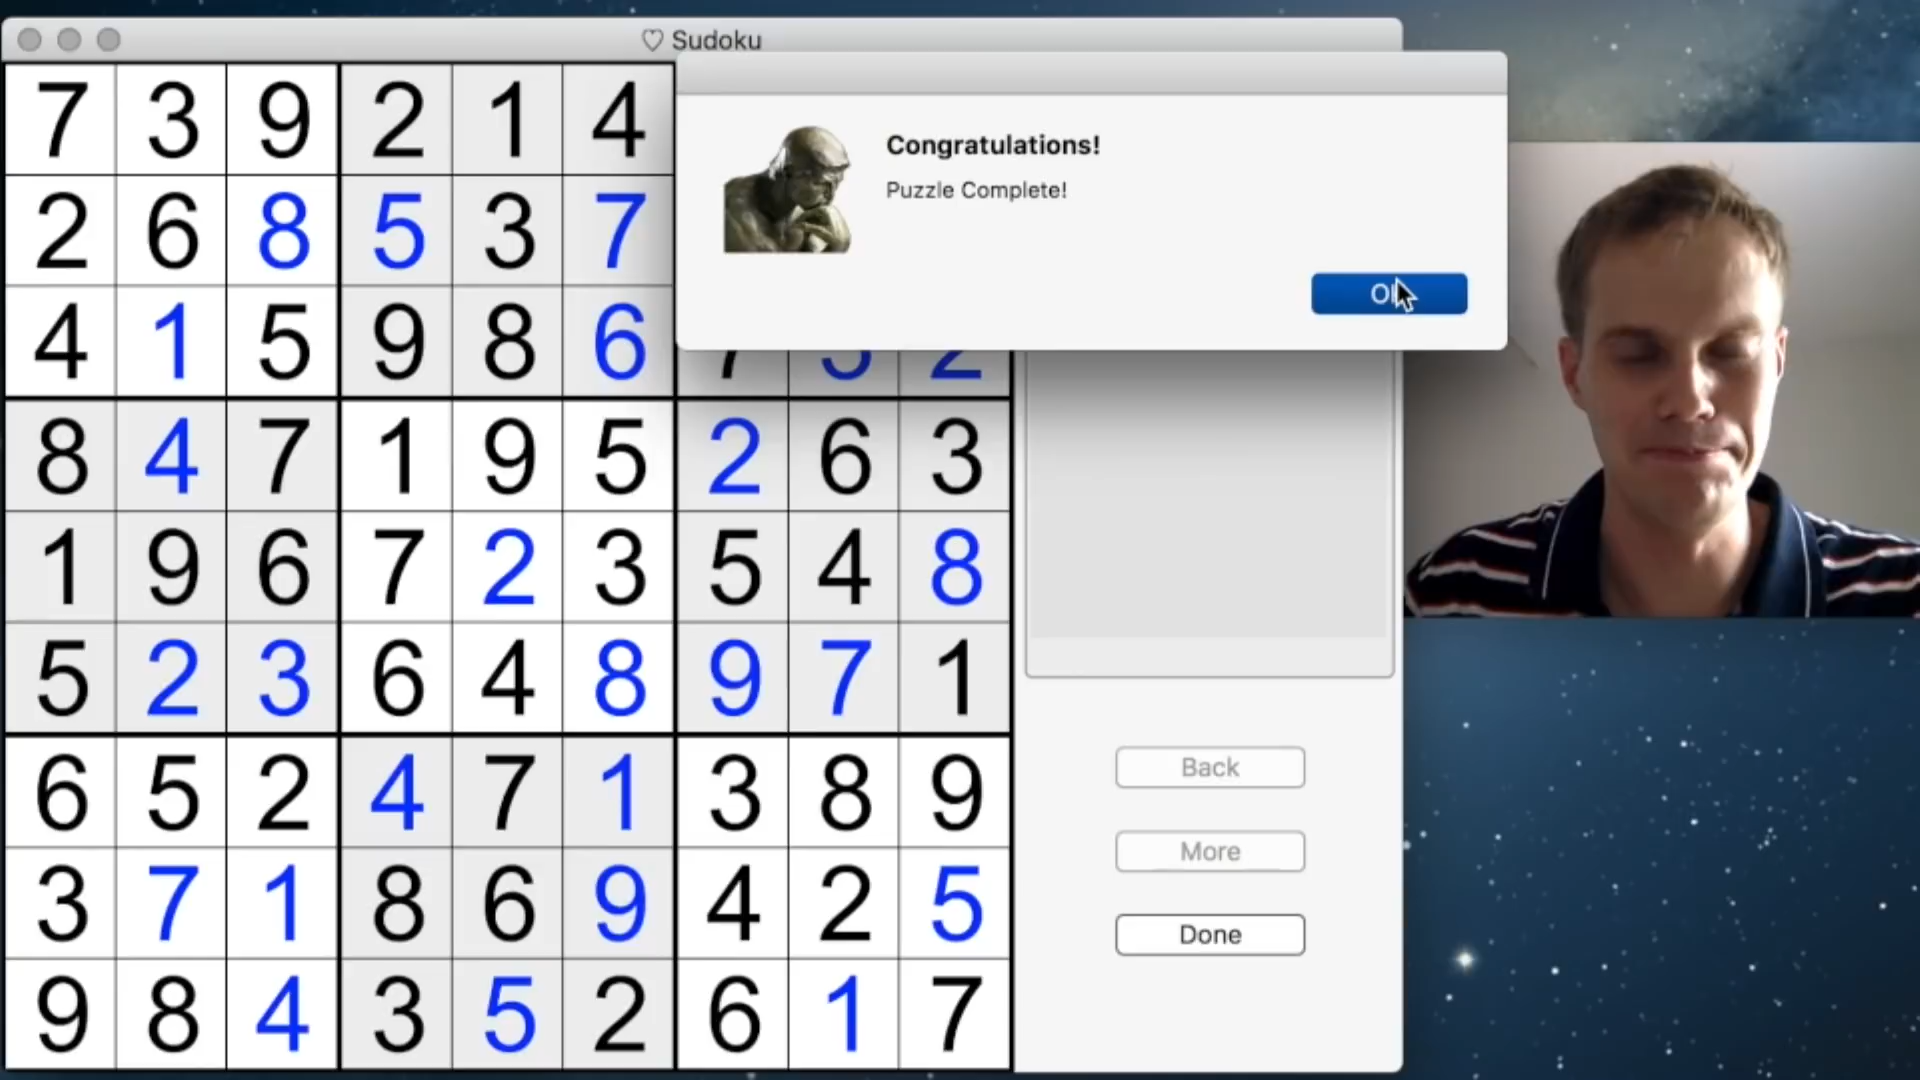 ♡ Sudoku
7 3 9 2 1 4
Congratulations!
Puzzle Complete!
2 6 8 5 3 7
4 1 5 9 8 6 7
8 4 7 1 9 5 2 6 3
1 9 6 7 2 3 5 4 8
5 2 3 6 4 8 9 7 1
6 5 2 4 7 1 3 8 9
Back
More
3 7 1 8 6 9 4 2 5
Done
9 8 4 3 5 2 6 1 7